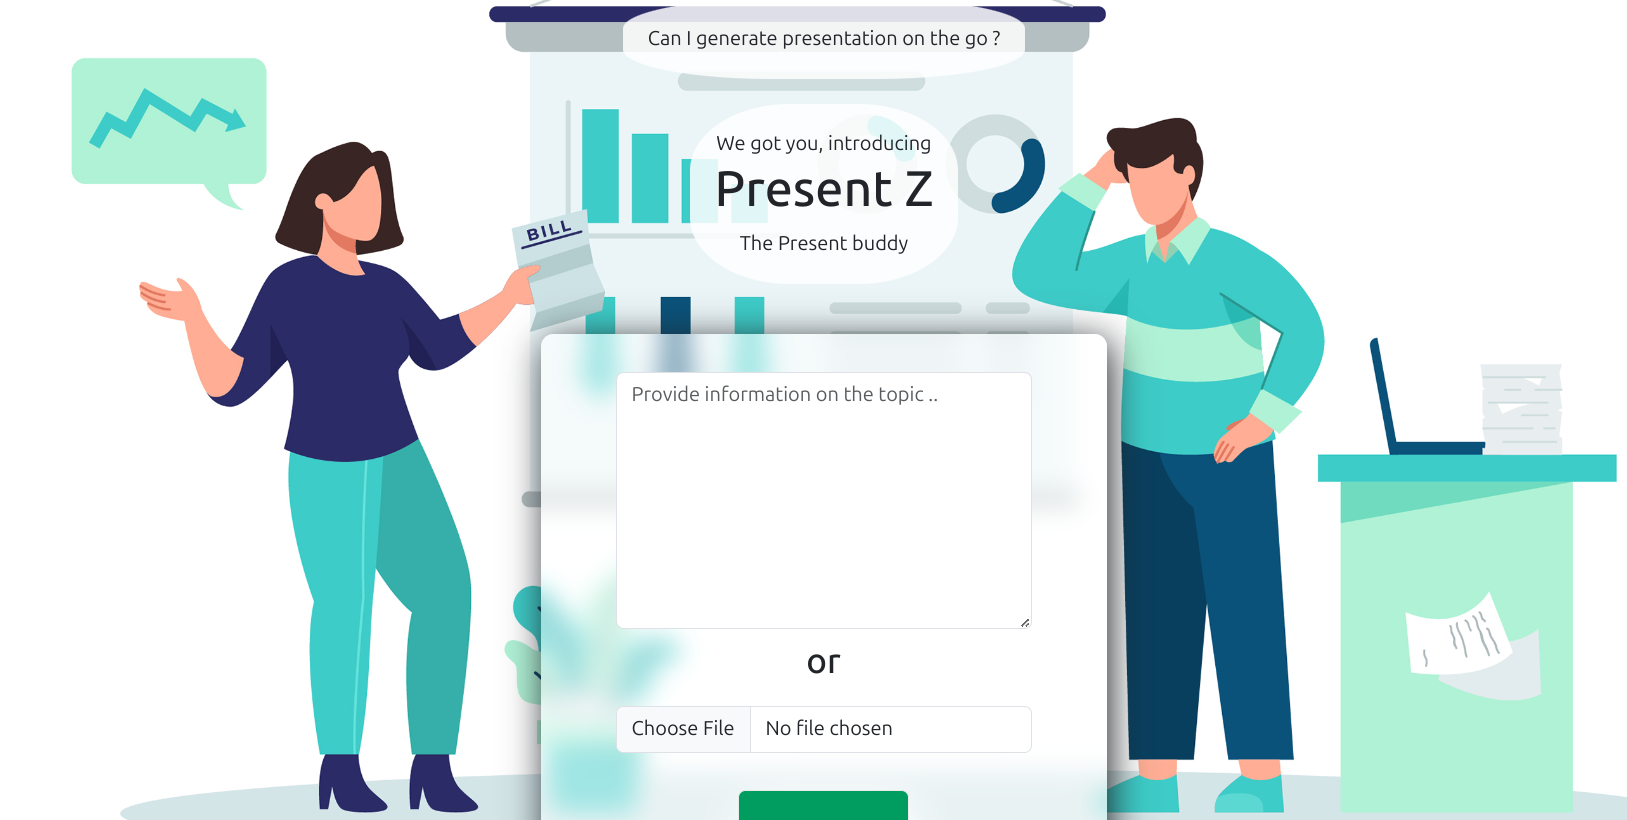 Can I generate presentation on the go ?
We got you, introducing
Present Z
The Present buddy
BILL
Provide information on the topic ..
or
Choose File No file chosen